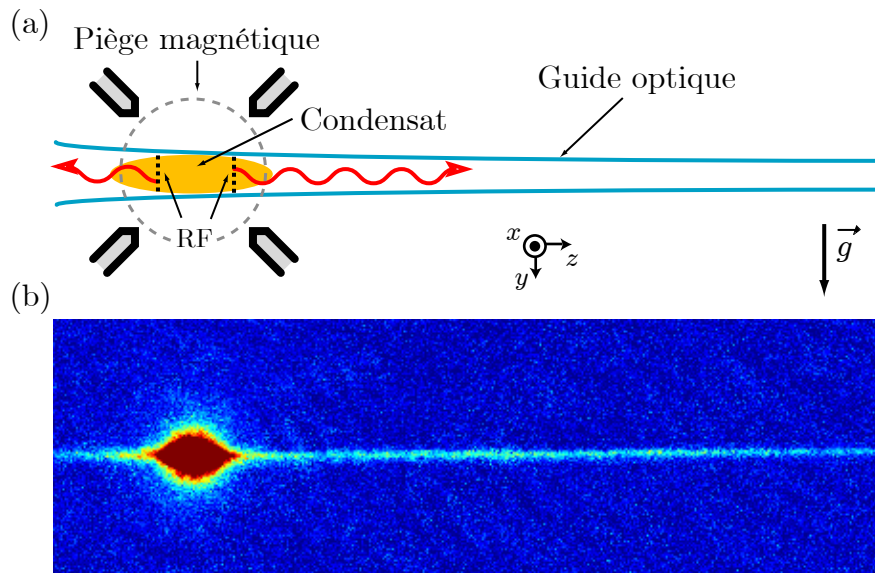 (a)
Piège magnétique
Guide optique
Condensat
RF
x
z
y
g
(b)